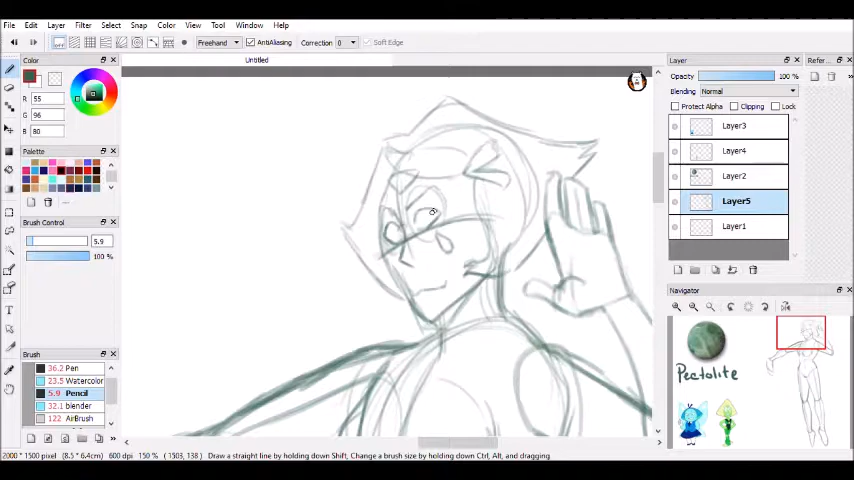 File Edit Layer Filter Select Snap Color View Tool Window Help
OFF Freehand AntiAliasing Correction 0 Soft Edge
Untitled
Color
R 55
G 96
B 80
Palette
Brush Control
5.9
100 %
Brush
36.2 Pen
23.5 Watercolor
5.9 Pencil
32.1 blender
122 AirBrush
Layer
Refer...
Opacity 100 %
Blending Normal
Protect Alpha Clipping Lock
Layer3
Layer4
Layer2
Layer5
Layer1
Navigator
Pectolite
2000 * 1500 pixel (8.5 * 6.4cm) 600 dpi 150 % ( 1503, 138 ) Draw a straight line by holding down Shift, Change a brush size by holding down Ctrl, Alt, and dragging